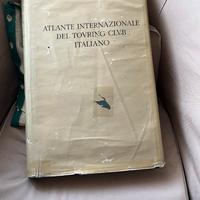 ATLANTE INTERNAZIONALE
DEL TOVRING CLVB
ITALIANO